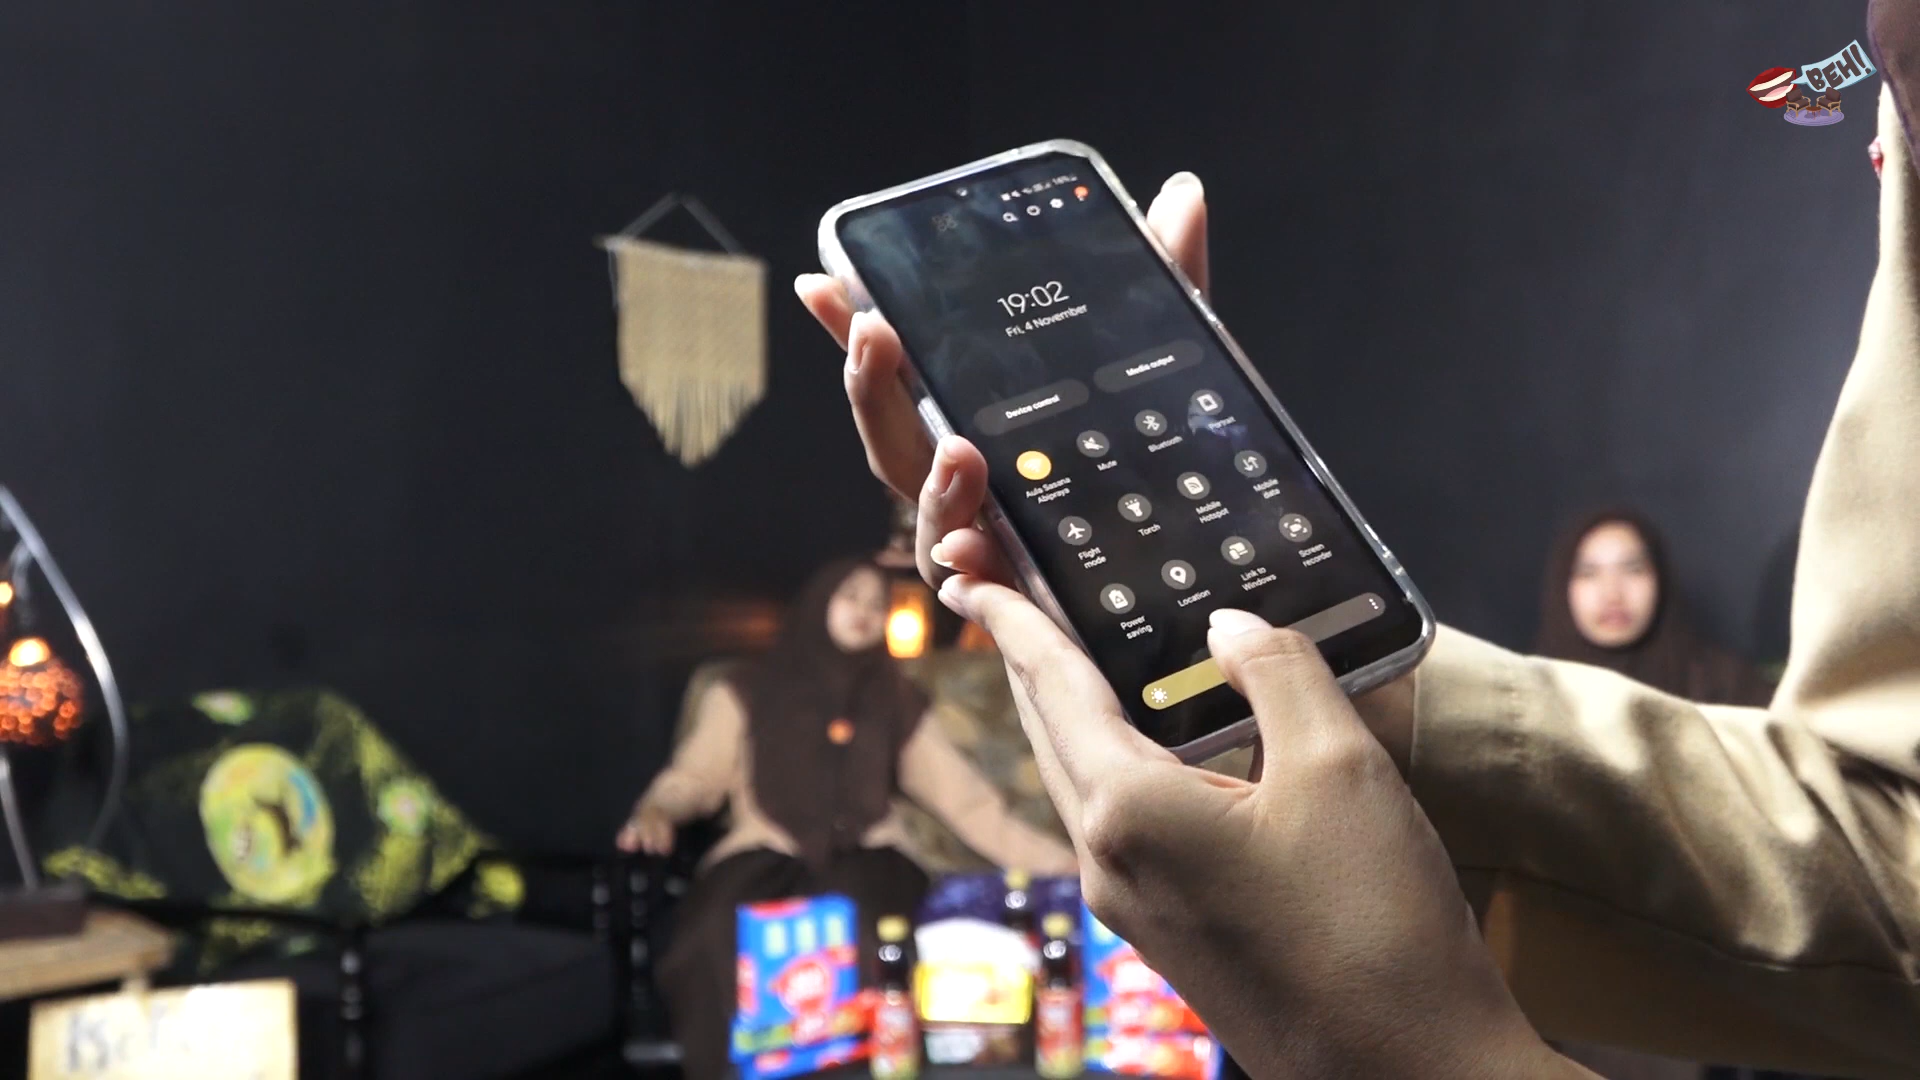 BEH!
19:02
Fri, 4 November
Device control
Media output
Aula Sasana
Abipraya
Mute
Bluetooth
Portrait
Flight
mode
Torch
Mobile
Hotspot
Mobile
data
Power
saving
Location
Link to
Windows
Screen
recorder